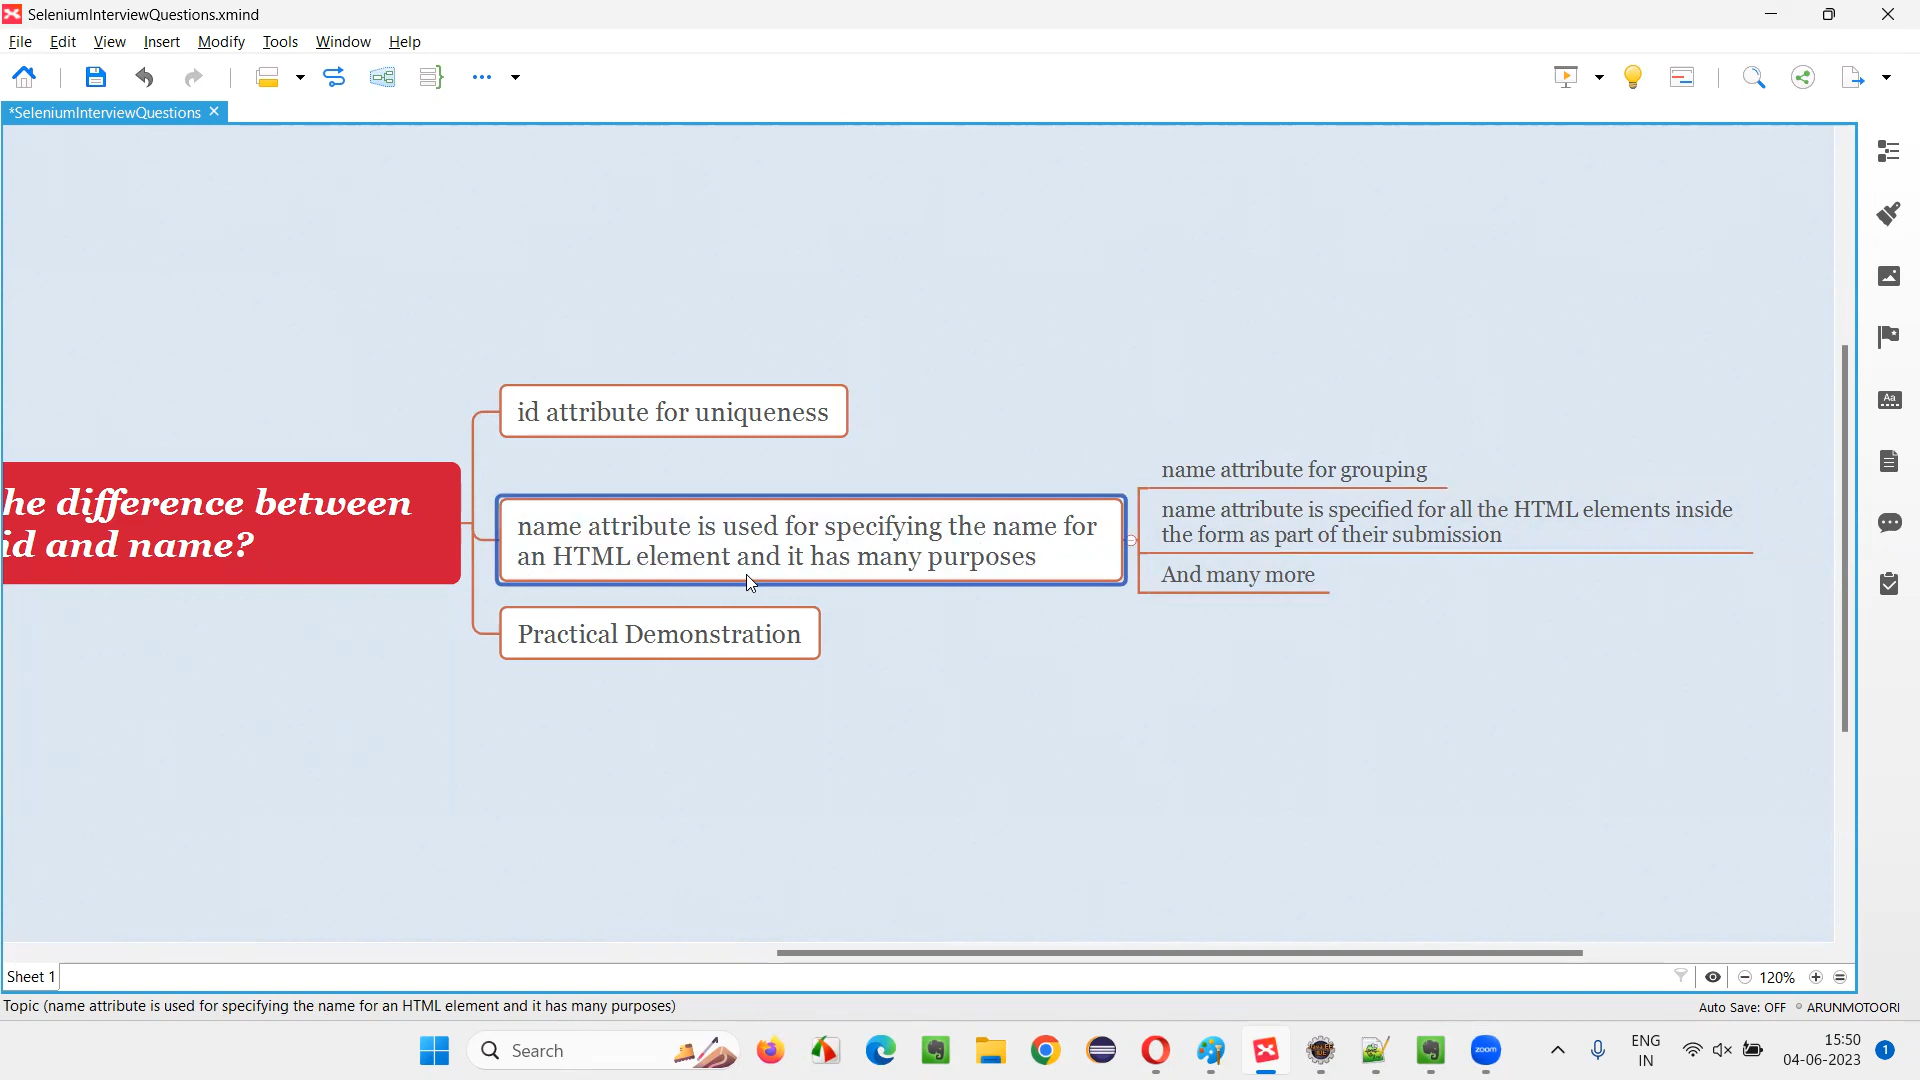 SeleniumInterviewQuestions.xmind
File Edit View Insert Modify Tools Window Help
*SeleniumInterviewQuestions
he difference between
id and name?
id attribute for uniqueness
name attribute is used for specifying the name for
an HTML element and it has many purposes
Practical Demonstration
name attribute for grouping
name attribute is specified for all the HTML elements inside
the form as part of their submission
And many more
Aa
Sheet 1
120%
Topic (name attribute is used for specifying the name for an HTML element and it has many purposes)
Auto Save: OFF ARUNMOTOORI
Search
zoom
ENG
IN
15:50
04-06-2023
1